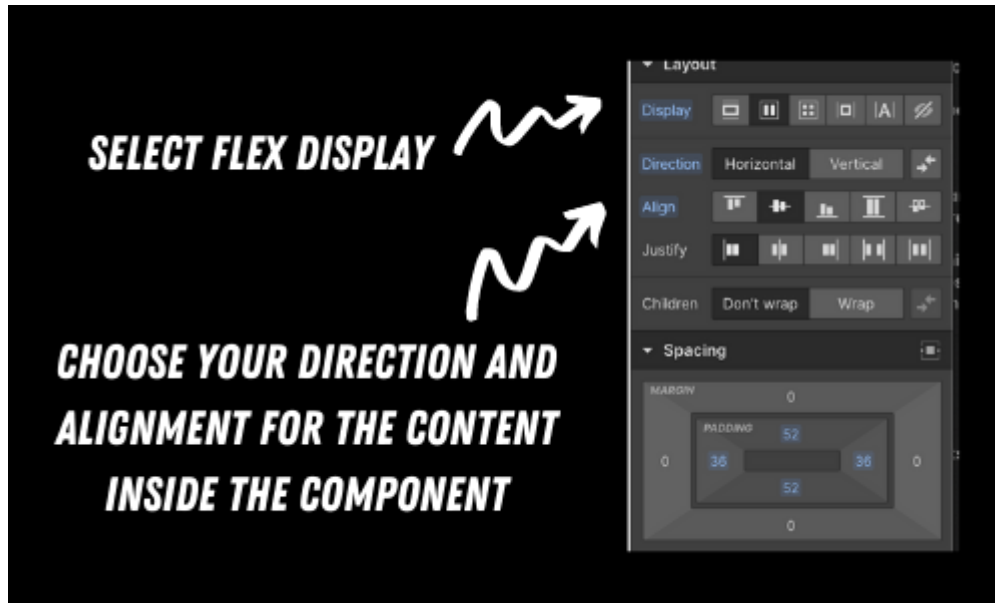 Layout
Display
SELECT FLEX DISPLAY
Direction Horizontal Vertical
Align
Justify
Children Don't wrap Wrap
CHOOSE YOUR DIRECTION AND
ALIGNMENT FOR THE CONTENT
INSIDE THE COMPONENT
Spacing
MARGIN
0
PADDING
52
0 36 36 0
52
0